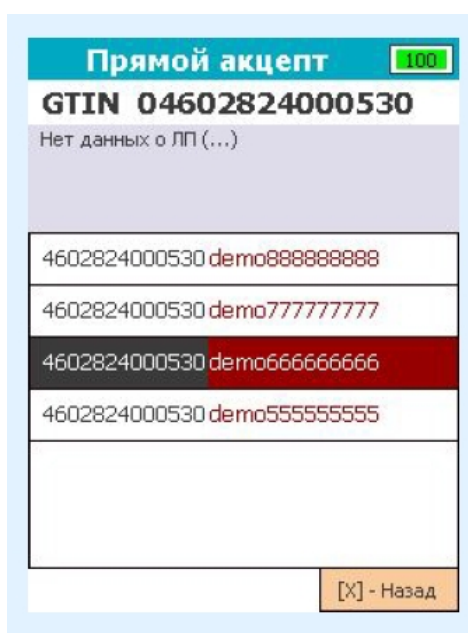 Прямой акцепт 100
GTIN 04602824000530
Нет данных о ЛП (...)
4602824000530 demo888888888
4602824000530 demo777777777
4602824000530 demo666666666
4602824000530 demo555555555
[X] - Назад